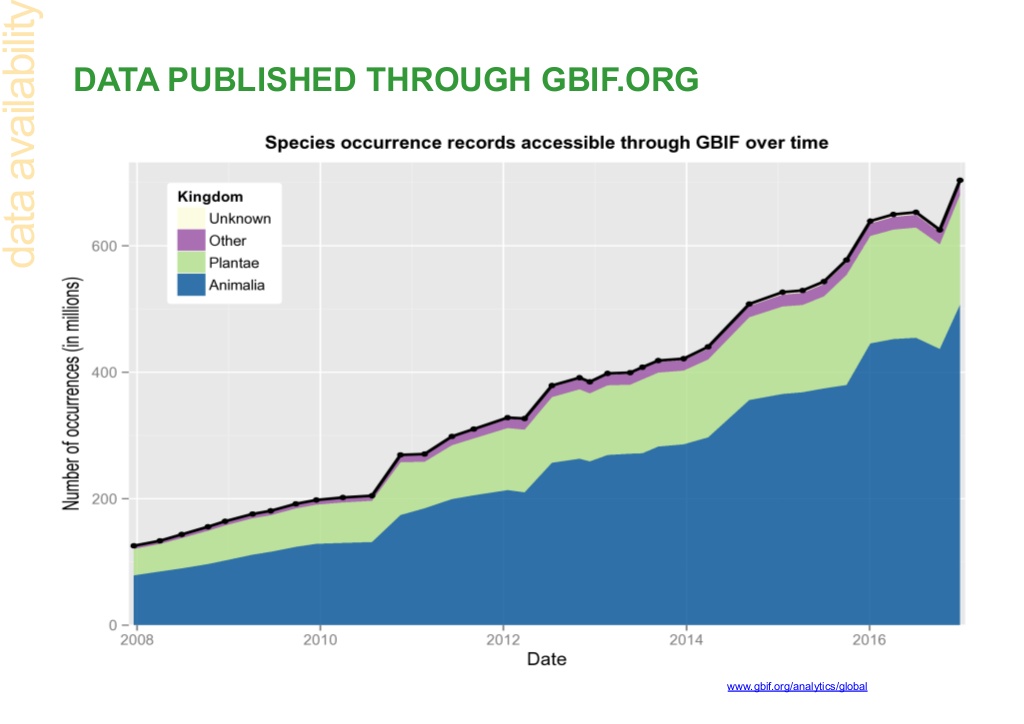 data availability
DATA PUBLISHED THROUGH GBIF.ORG
Species occurrence records accessible through GBIF over time
Kingdom
Unknown
Other
Plantae
Animalia
Number of occurrences (in millions)
600
400
200
0
2008 2010 2012 2014 2016
Date
www.gbif.org/analytics/global